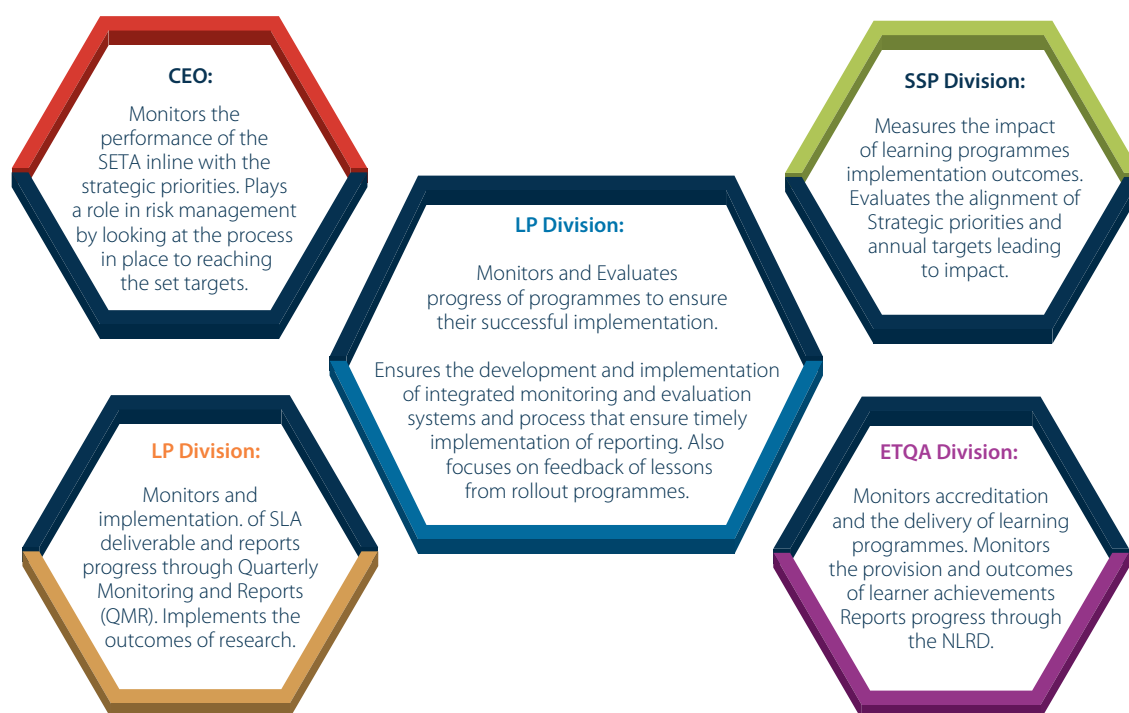 CEO:
Monitors the
performance of the
SETA inline with the
strategic priorities. Plays
a role in risk management
by looking at the process
in place to reaching
the set targets.
SSP Division:
Measures the impact
of learning programmes
implementation outcomes.
Evaluates the alignment of
Strategic priorities and
annual targets leading
to impact.
LP Division:
Monitors and Evaluates
progress of programmes to ensure
their successful implementation.
Ensures the development and implementation
of integrated monitoring and evaluation
systems and process that ensure timely
implementation of reporting. Also
focuses on feedback of lessons
from rollout programmes.
LP Division:
Monitors and
implementation. of SLA
deliverable and reports
progress through Quarterly
Monitoring and Reports
(QMR). Implements the
outcomes of research.
ETQA Division:
Monitors accreditation
and the delivery of learning
programmes. Monitors
the provision and outcomes
of learner achievements
Reports progress through
the NLRD.